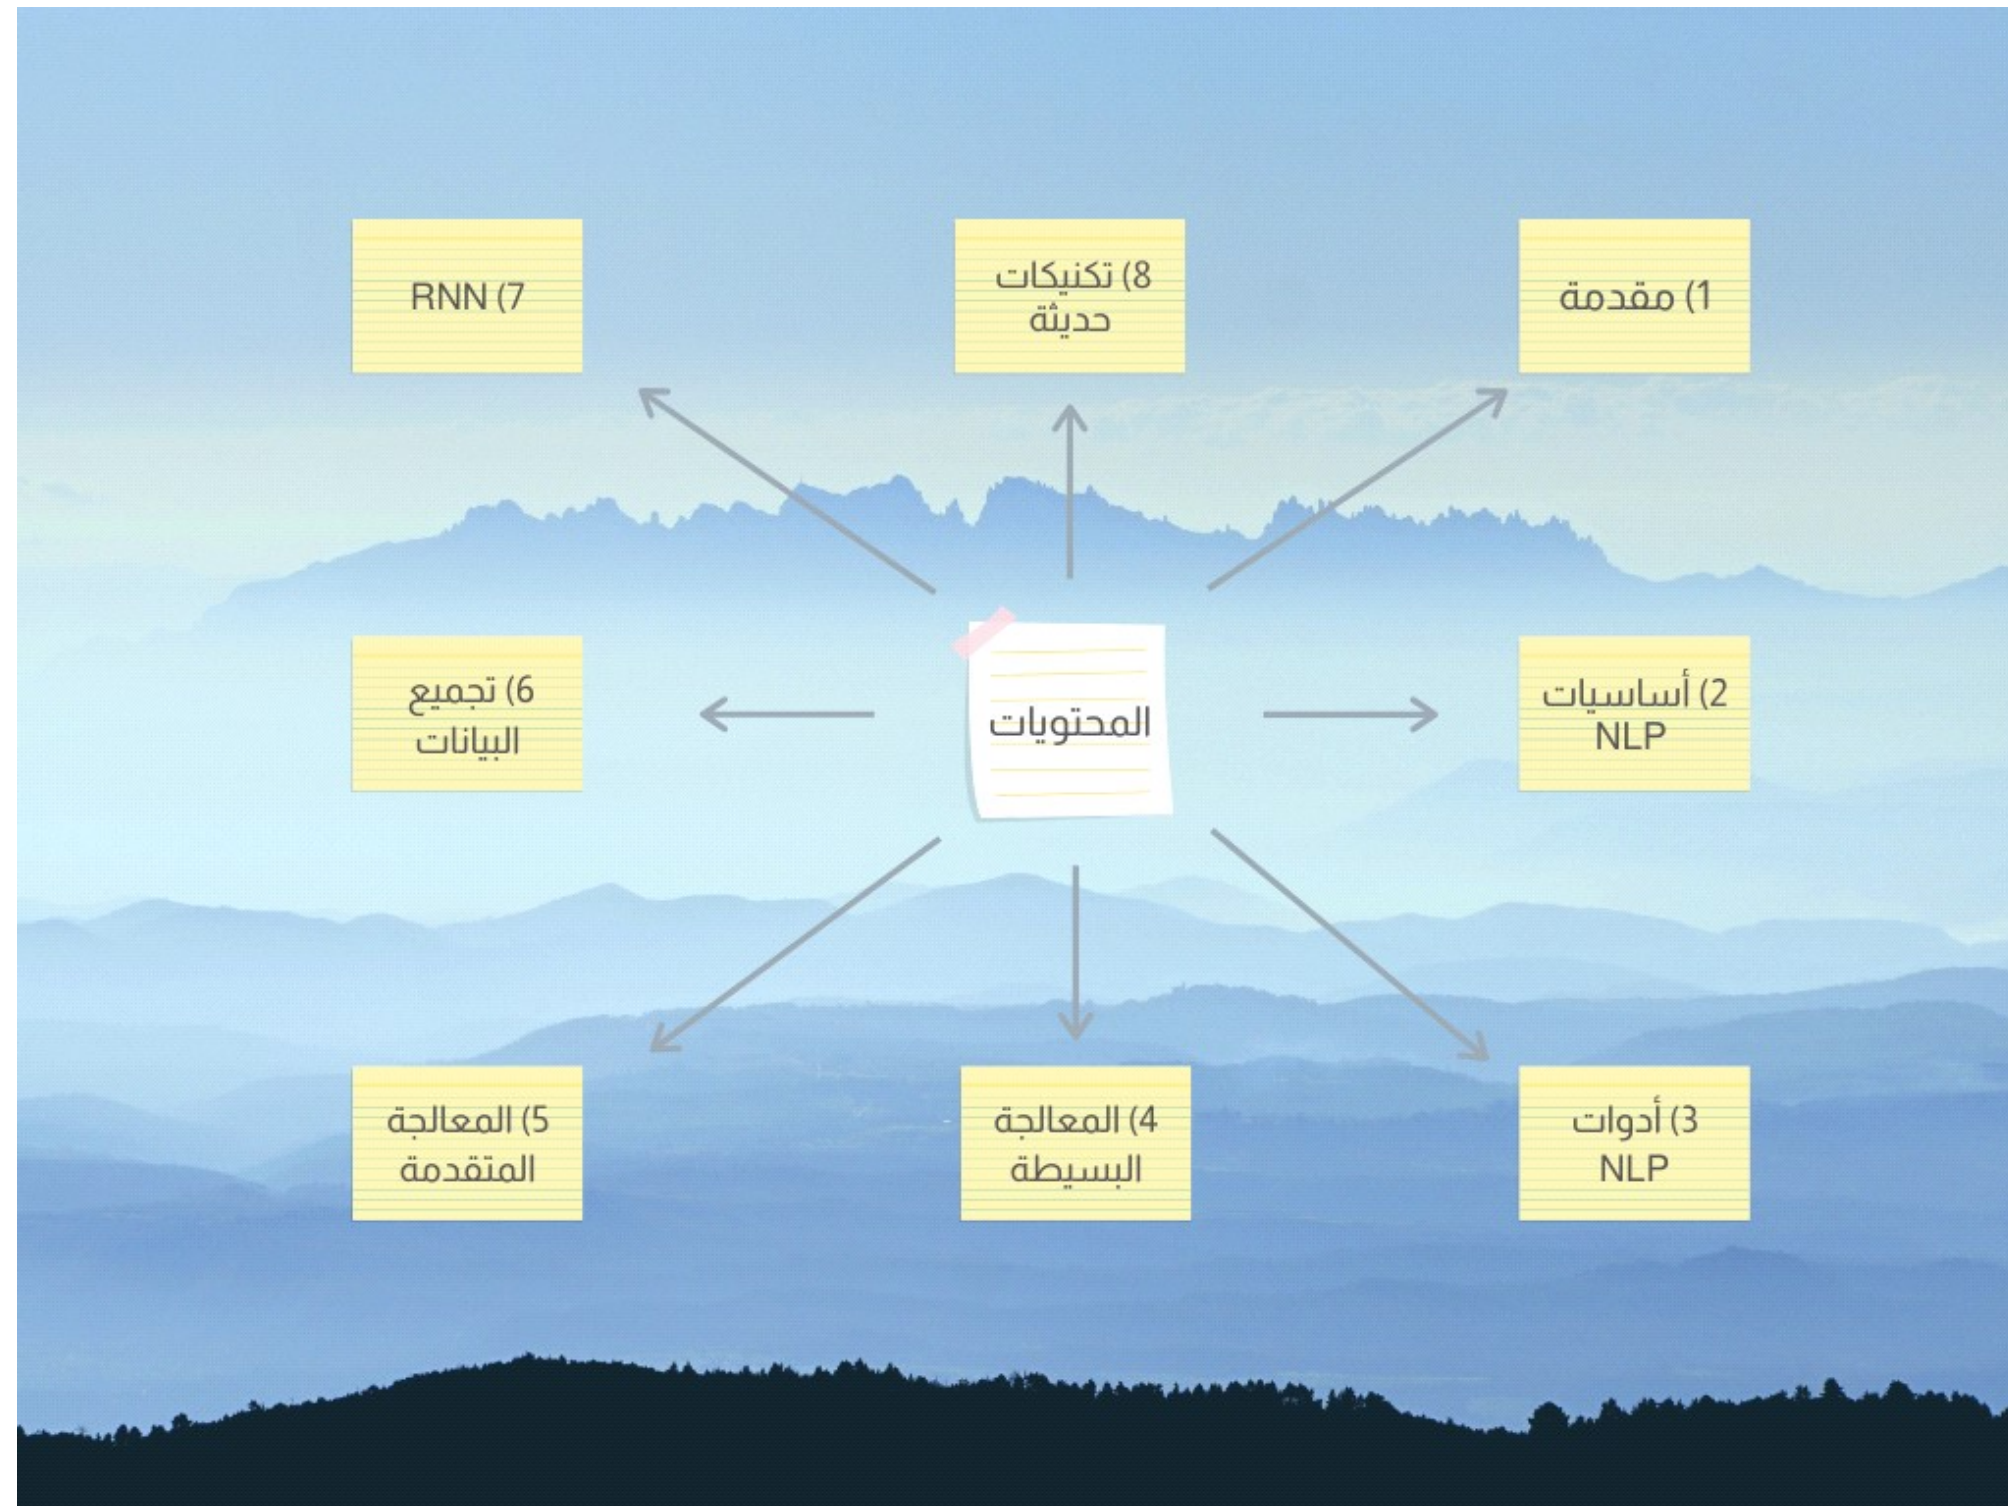 المحتويات
1) مقدمة
2) أساسيات
NLP
3) أدوات
NLP
4) المعالجة
البسيطة
5) المعالجة
المتقدمة
6) تجميع
البيانات
7) RNN
8) تكنيكات
حديثة